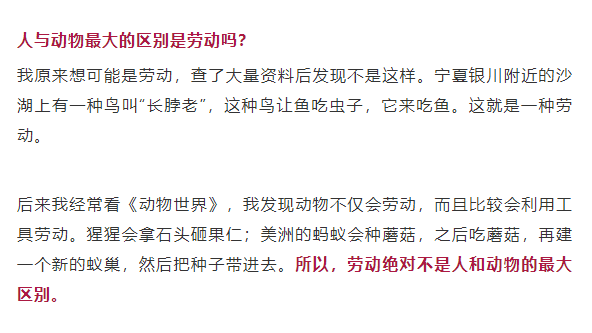 人与动物最大的区别是劳动吗？
我原来想可能是劳动，查了大量资料后发现不是这样。宁夏银川附近的沙
湖上有一种鸟叫“长脖老”，这种鸟让鱼吃虫子，它来吃鱼。这就是一种劳
动。
后来我经常看《动物世界》，我发现动物不仅会劳动，而且比较会利用工
具劳动。猩猩会拿石头砸果仁；美洲的蚂蚁会种蘑菇，之后吃蘑菇，再建
一个新的蚁巢，然后把种子带进去。所以，劳动绝对不是人和动物的最大
区别。